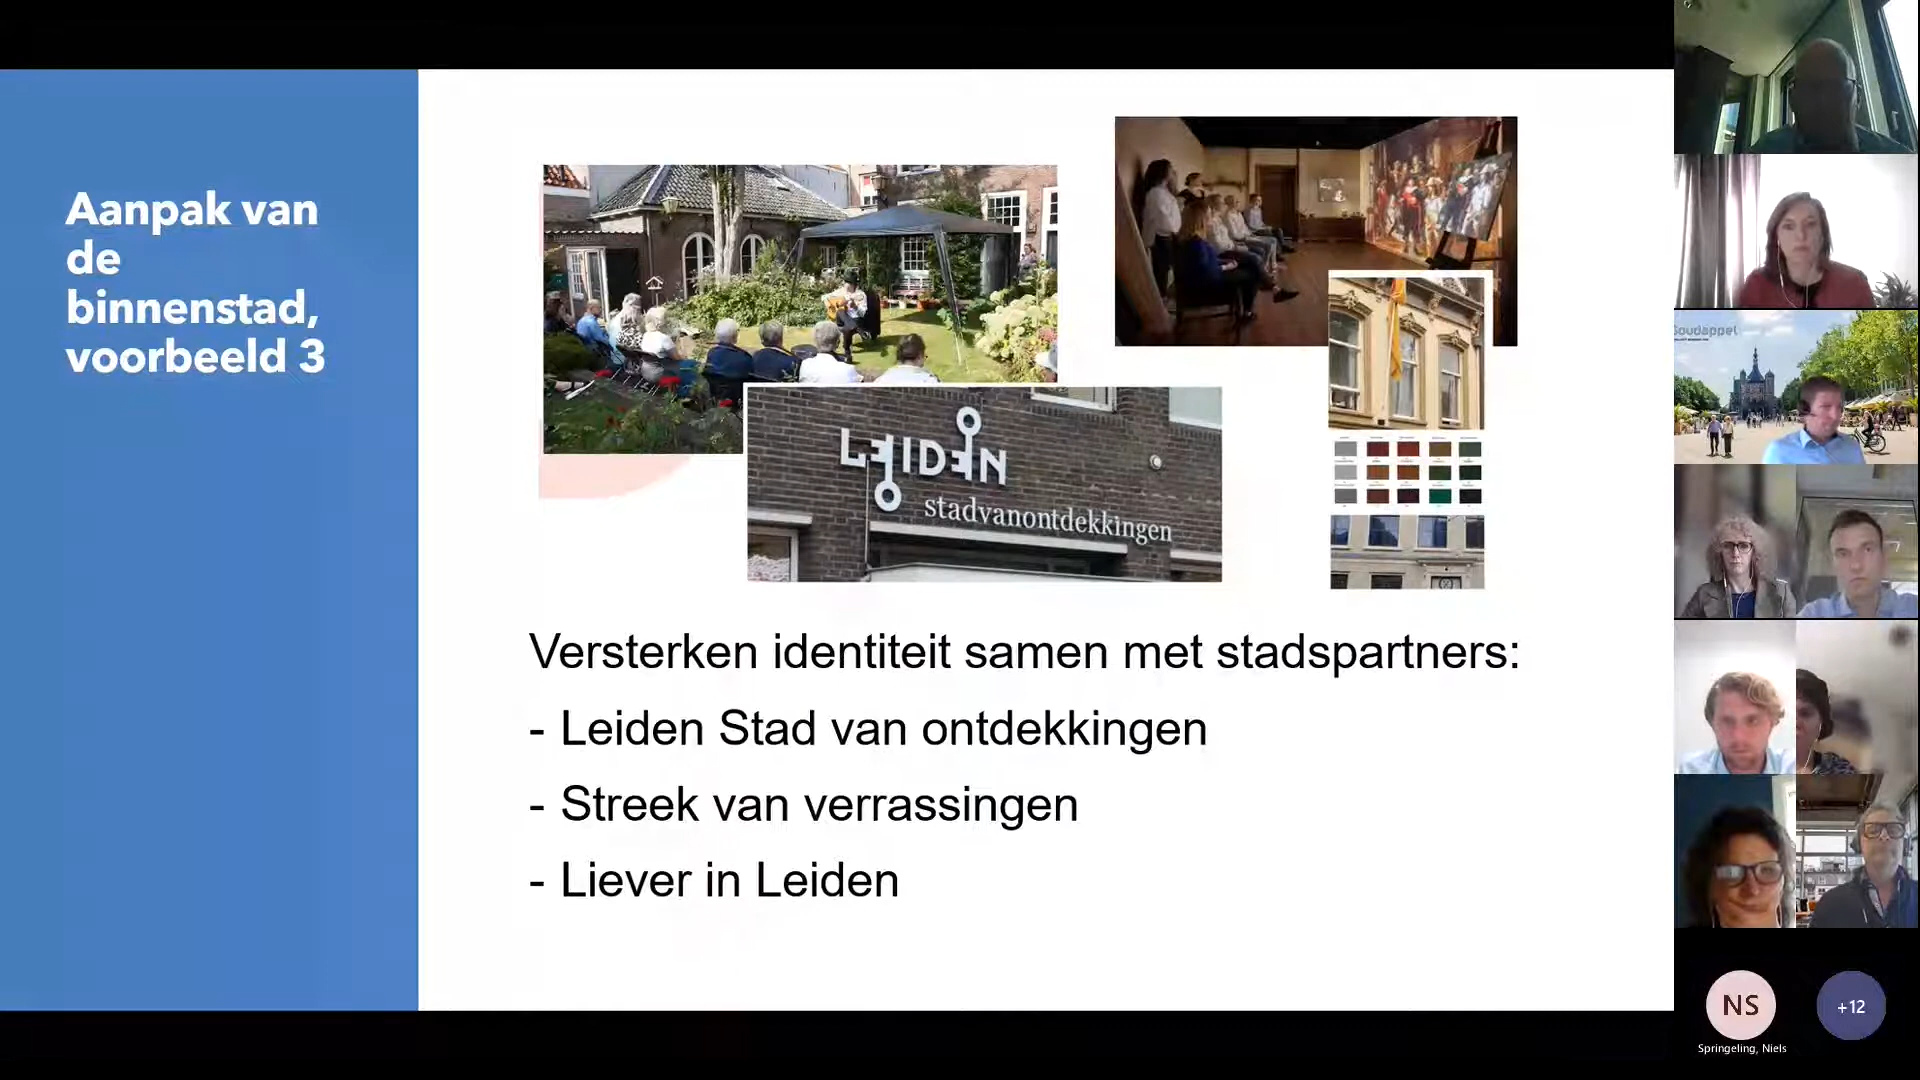 Aanpak van
de
binnenstad,
voorbeeld 3
LEIDEN
stadvanontdekkingen
Versterken identiteit samen met stadspartners:
- Leiden Stad van ontdekkingen
- Streek van verrassingen
- Liever in Leiden
Goudappel
NS
+12
Springeling, Niels